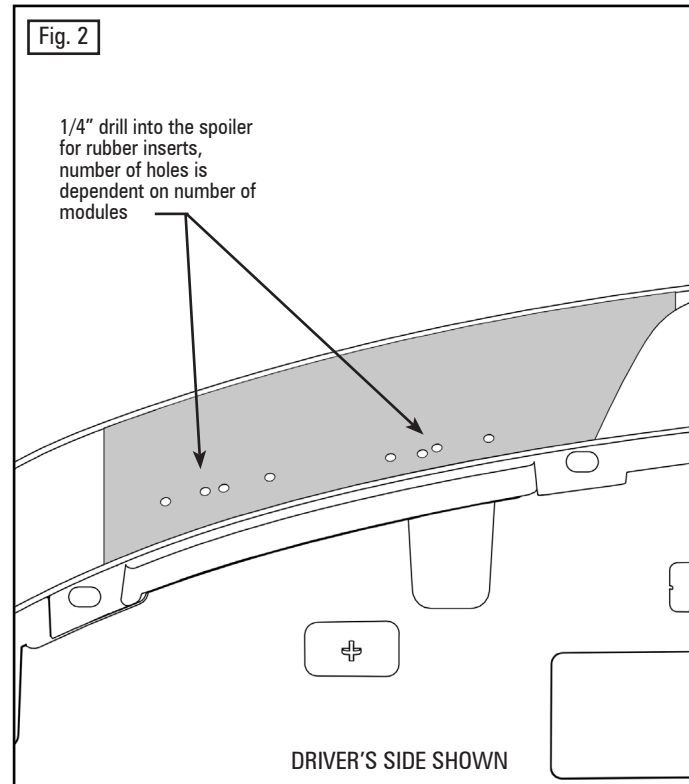 Fig. 2
1/4” drill into the spoiler
for rubber inserts,
number of holes is
dependent on number of
modules
DRIVER'S SIDE SHOWN